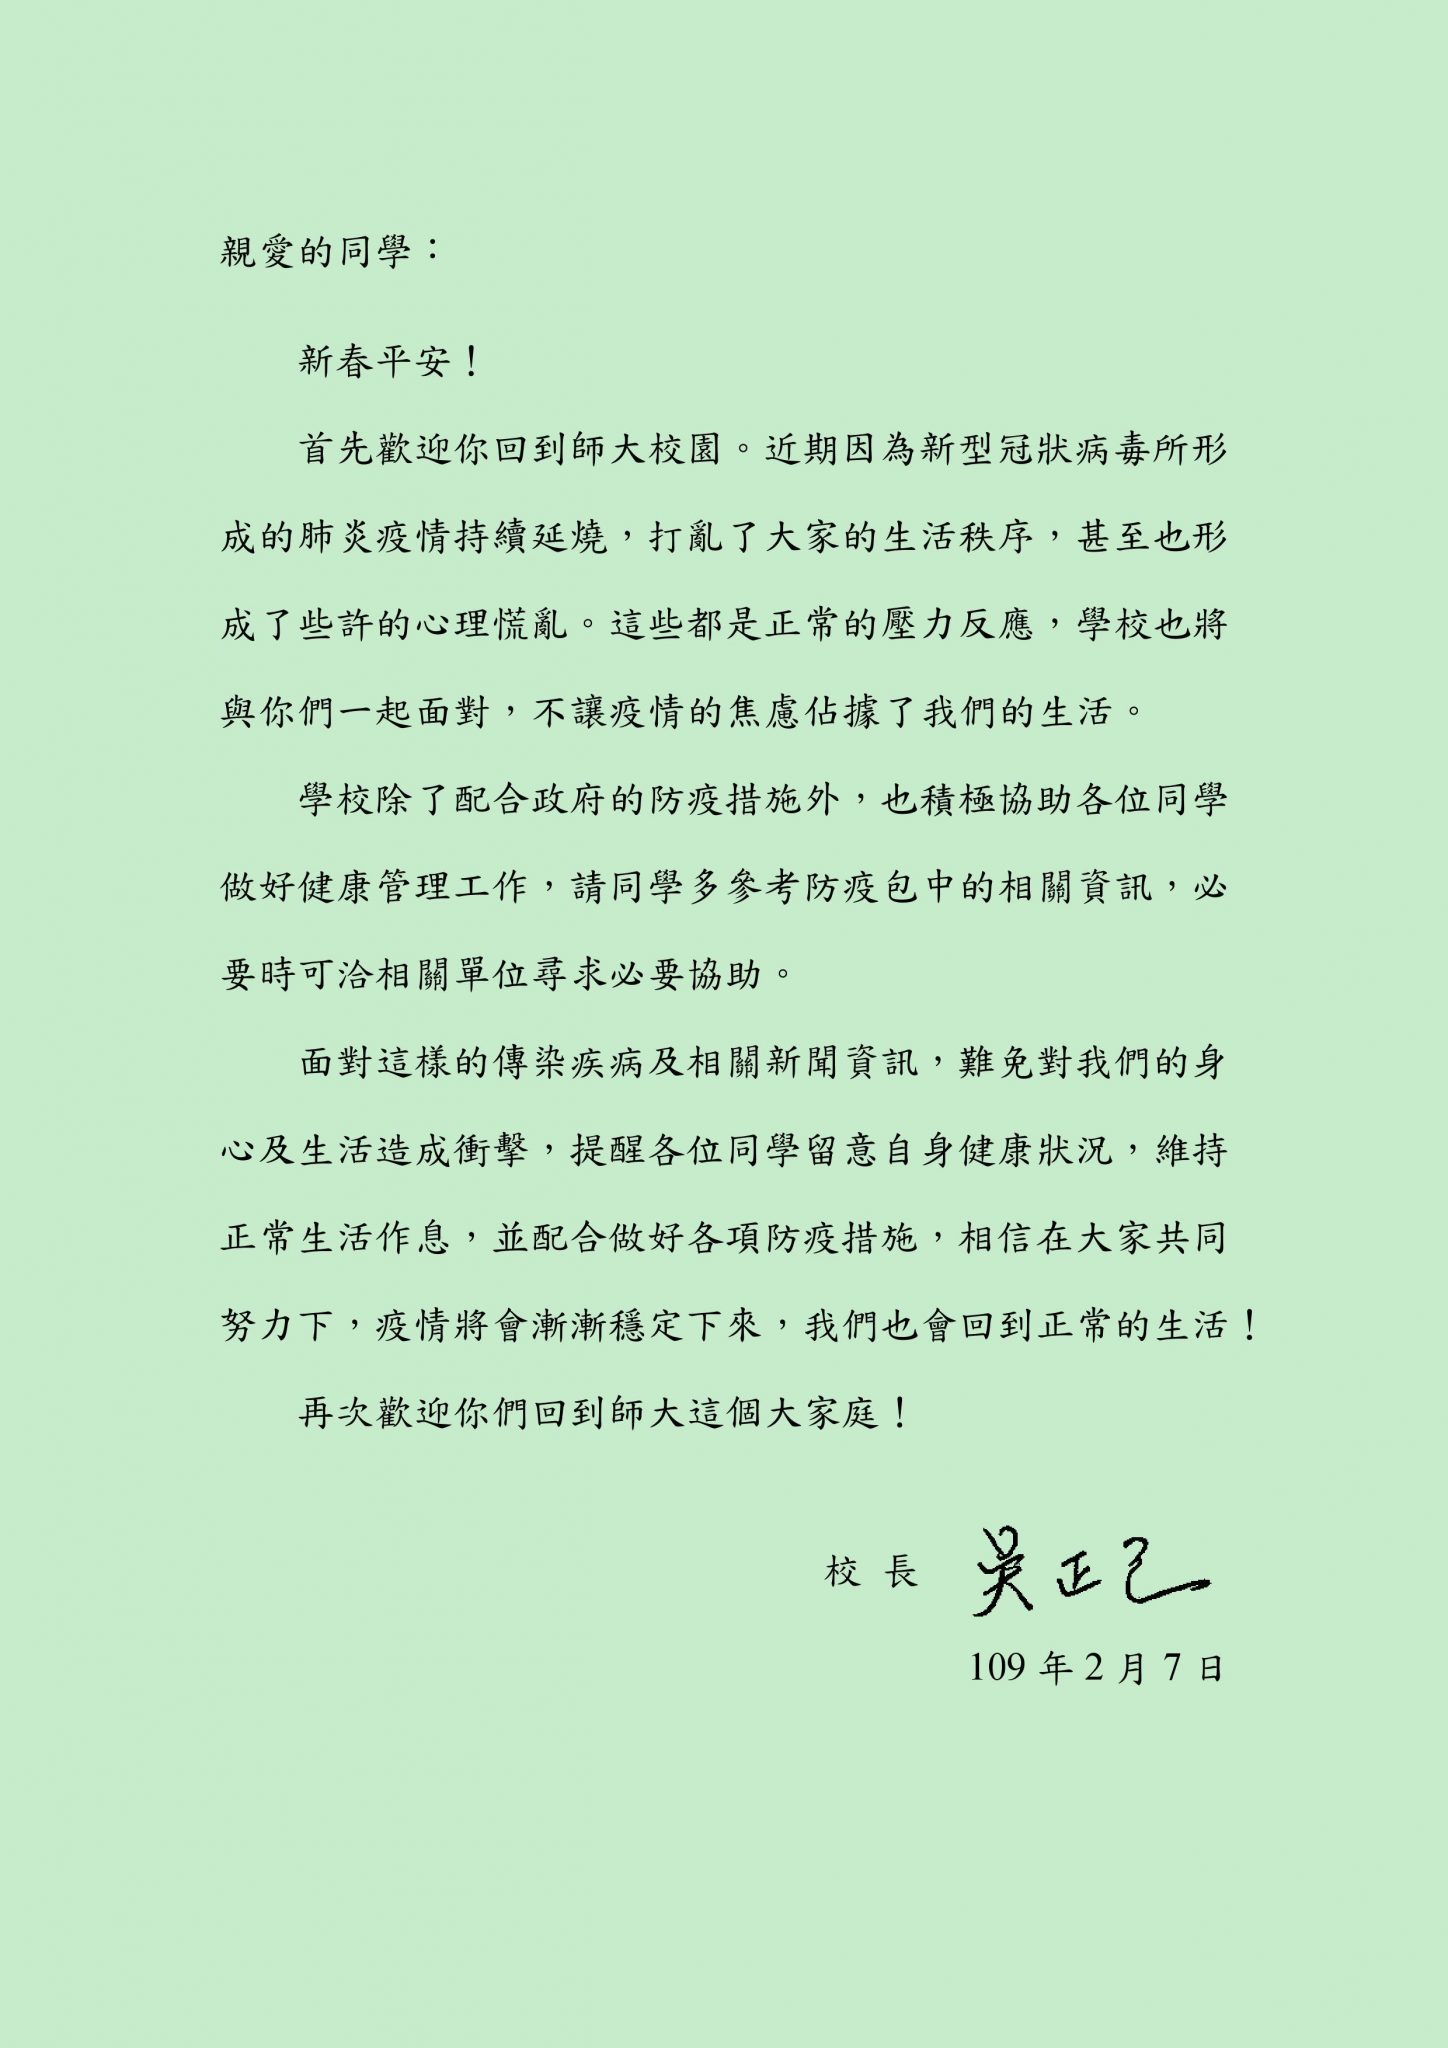 親愛的同學：
新春平安！
首先歡迎你回到師大校園。近期因為新型冠狀病毒所形
成的肺炎疫情持續延燒，打亂了大家的生活秩序，甚至也形
成了些許的心理慌亂。這些都是正常的壓力反應，學校也將
與你們一起面對，不讓疫情的焦慮佔據了我們的生活。
學校除了配合政府的防疫措施外，也積極協助各位同學
做好健康管理工作，請同學多參考防疫包中的相關資訊，必
要時可洽相關單位尋求必要協助。
面對這樣的傳染疾病及相關新聞資訊，難免對我們的身
心及生活造成衝擊，提醒各位同學留意自身健康狀況，維持
正常生活作息，並配合做好各項防疫措施，相信在大家共同
努力下，疫情將會漸漸穩定下來，我們也會回到正常的生活！
再次歡迎你們回到師大這個大家庭！
校長 吳正己
109 年 2 月 7 日